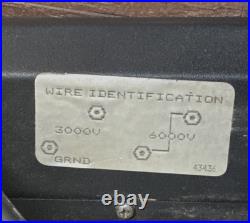 WIRE IDENTIFICATION
3000V
6000V
GRND
43436